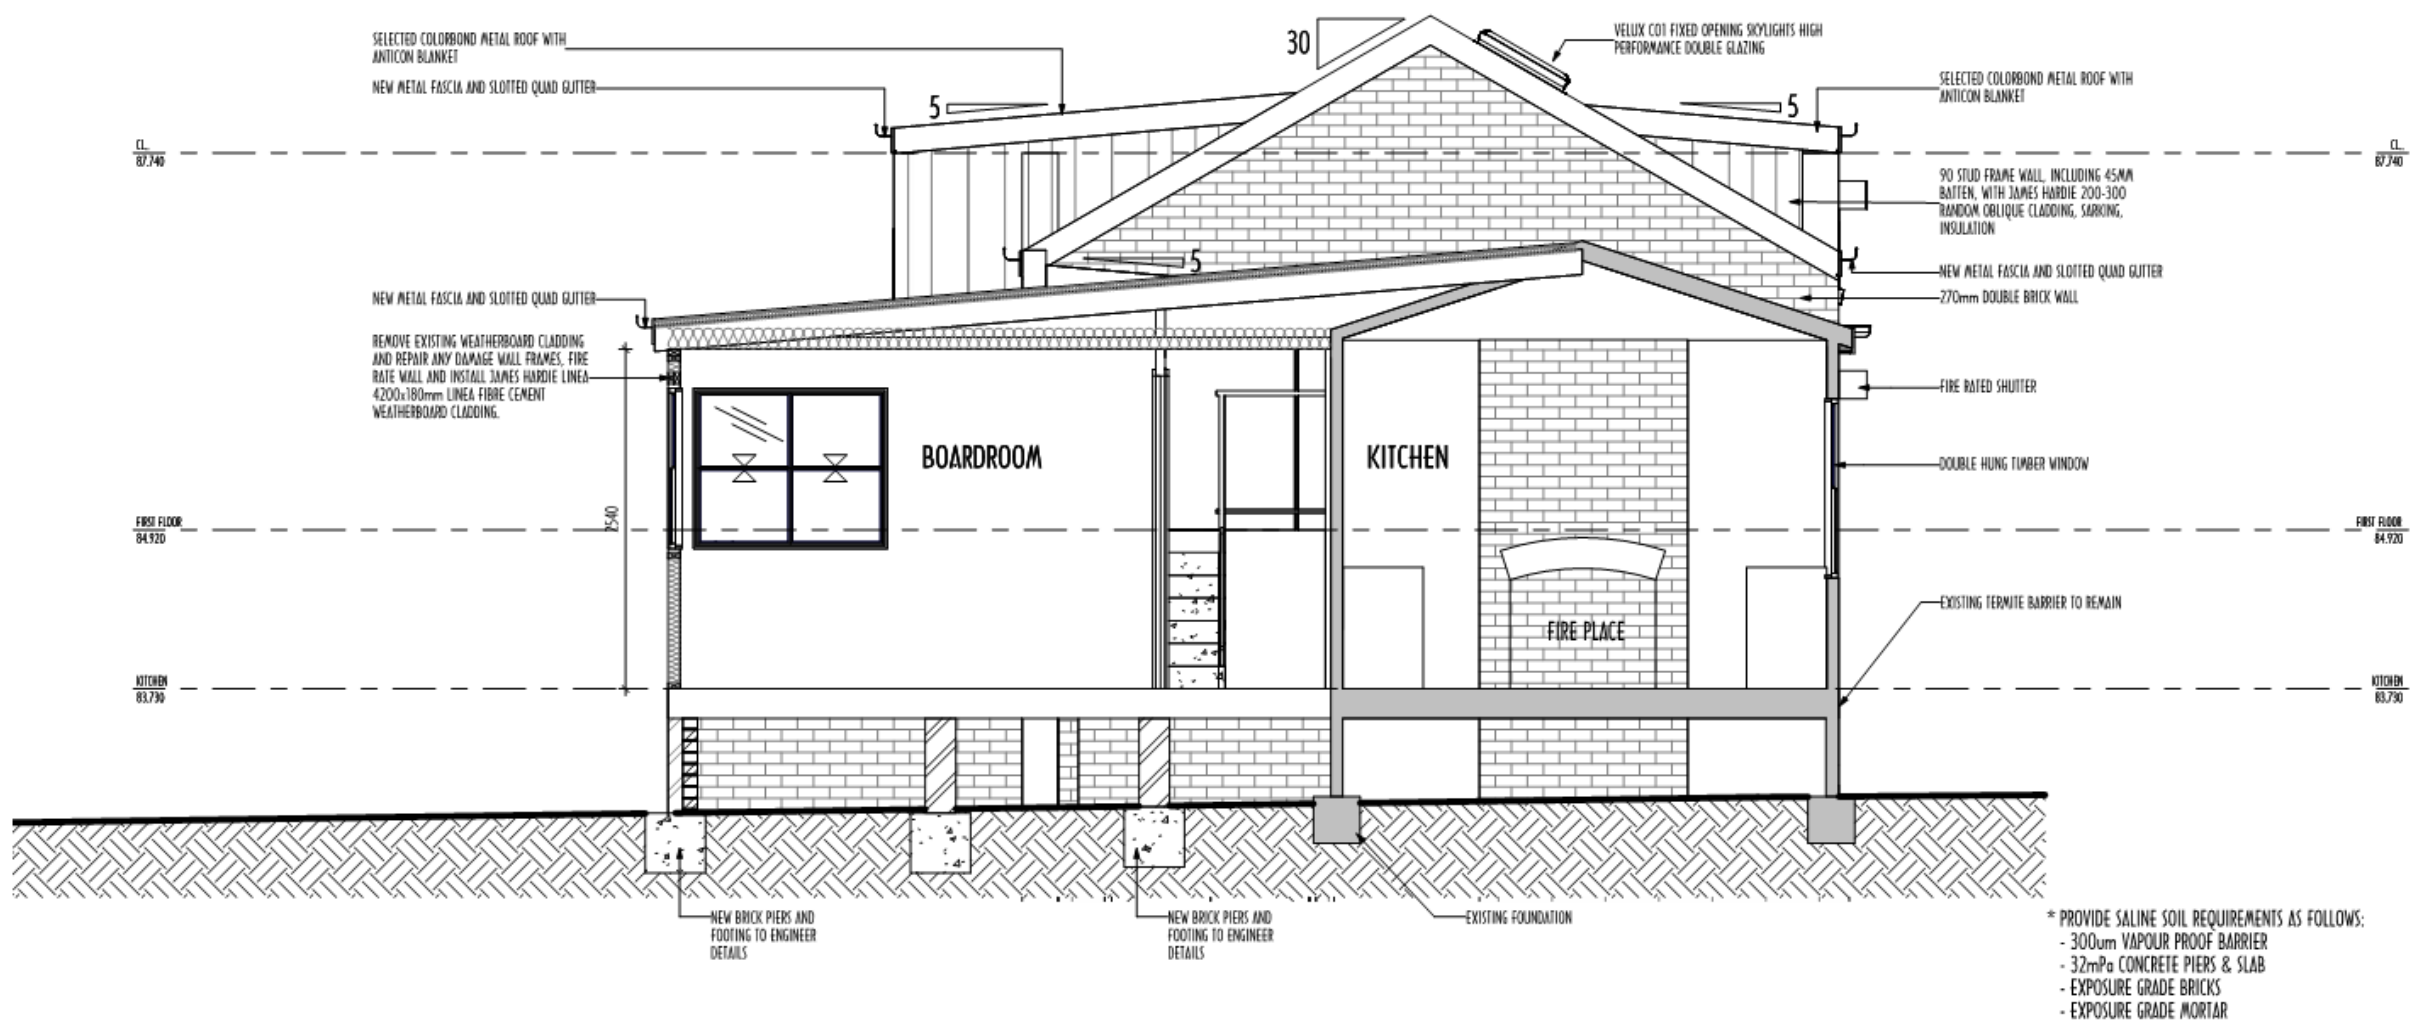 SELECTED COLORBOND METAL ROOF WITH
ANTICON BLANKET
NEW METAL FASCIA AND SLOTTED QUAD GUTTER
30
VELUX C01 FIXED OPENING SKYLIGHTS HIGH
PERFORMANCE DOUBLE GLAZING
SELECTED COLORBOND METAL ROOF WITH
ANTICON BLANKET
5
5
CL.
87.740
CL.
87.740
90 STUD FRAME WALL, INCLUDING 45MM
BATTEN, WITH JAMES HARDIE 200-300
RANDOM OBLIQUE CLADDING, SARKING,
INSULATION
5
NEW METAL FASCIA AND SLOTTED QUAD GUTTER
270mm DOUBLE BRICK WALL
NEW METAL FASCIA AND SLOTTED QUAD GUTTER
REMOVE EXISTING WEATHERBOARD CLADDING
AND REPAIR ANY DAMAGE WALL FRAMES, FIRE
RATE WALL AND INSTALL JAMES HARDIE LINEA
4200x180mm LINEA FIBRE CEMENT
WEATHERBOARD CLADDING.
FIRE RATED SHUTTER
BOARDROOM
KITCHEN
DOUBLE HUNG TIMBER WINDOW
2540
FIRST FLOOR
84.920
FIRST FLOOR
84.920
EXISTING TERMITE BARRIER TO REMAIN
FIRE PLACE
KITCHEN
83.730
KITCHEN
83.730
NEW BRICK PIERS AND
FOOTING TO ENGINEER
DETAILS
NEW BRICK PIERS AND
FOOTING TO ENGINEER
DETAILS
EXISTING FOUNDATION
* PROVIDE SALINE SOIL REQUIREMENTS AS FOLLOWS:
- 300um VAPOUR PROOF BARRIER
- 32mPa CONCRETE PIERS & SLAB
- EXPOSURE GRADE BRICKS
- EXPOSURE GRADE MORTAR